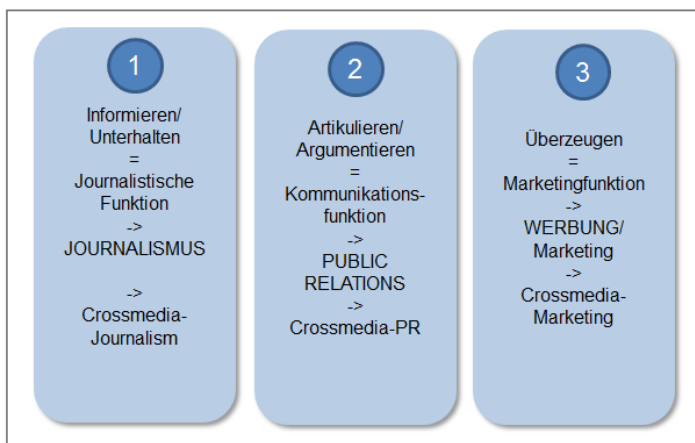 1
Informieren/
Unterhalten
=
Journalistische
Funktion
->
JOURNALISMUS
->
Crossmedia-
Journalism
2
Artikulieren/
Argumentieren
=
Kommunikations-
funktion
->
PUBLIC
RELATIONS
->
Crossmedia-PR
3
Überzeugen
=
Marketingfunktion
->
WERBUNG/
Marketing
->
Crossmedia-
Marketing